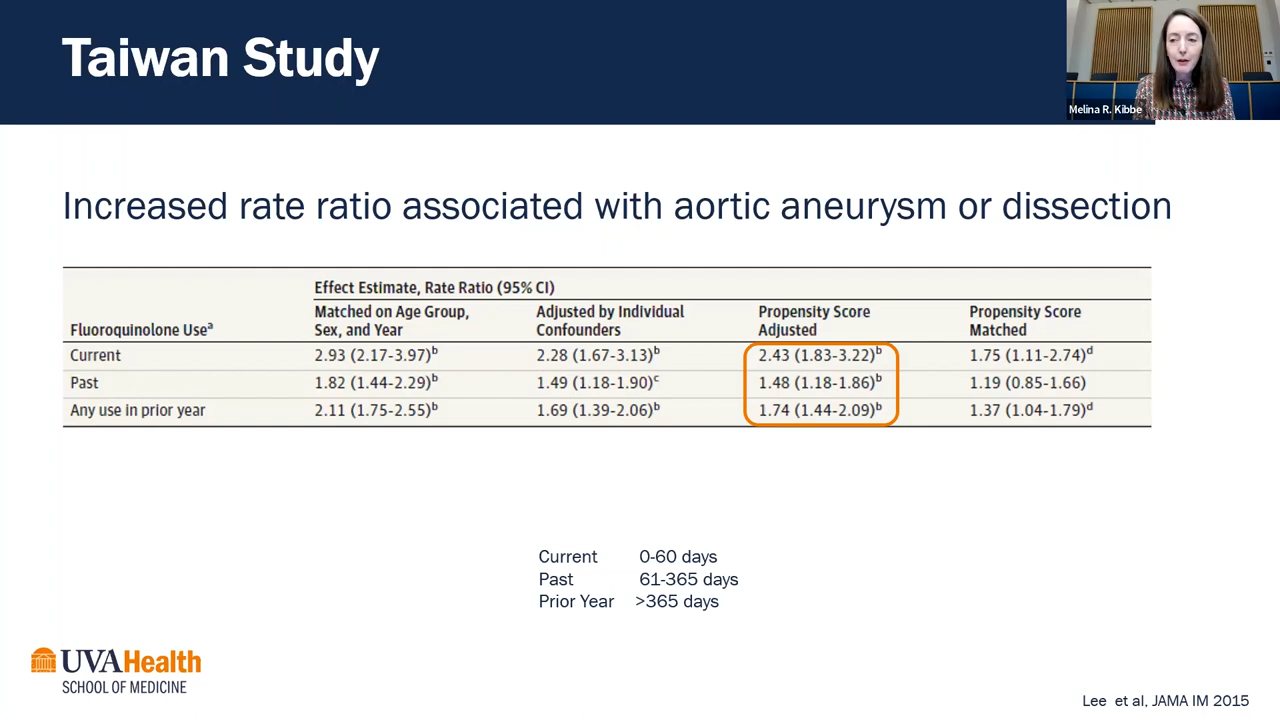 Taiwan Study
Melina R. Kibbe
Increased rate ratio associated with aortic aneurysm or dissection
Effect Estimate, Rate Ratio (95% CI)
Fluoroquinolone Useª Matched on Age Group, Sex, and Year Adjusted by Individual Confounders Propensity Score Adjusted Propensity Score Matched
Current 2.93 (2.17-3.97)b 2.28 (1.67-3.13)b 2.43 (1.83-3.22)b 1.75 (1.11-2.74)d
Past 1.82 (1.44-2.29)b 1.49 (1.18-1.90)c 1.48 (1.18-1.86)b 1.19 (0.85-1.66)
Any use in prior year 2.11 (1.75-2.55)b 1.69 (1.39-2.06)b 1.74 (1.44-2.09)b 1.37 (1.04-1.79)d
Current 0-60 days
Past 61-365 days
Prior Year >365 days
UVAHealth
SCHOOL OF MEDICINE
Lee et al, JAMA IM 2015